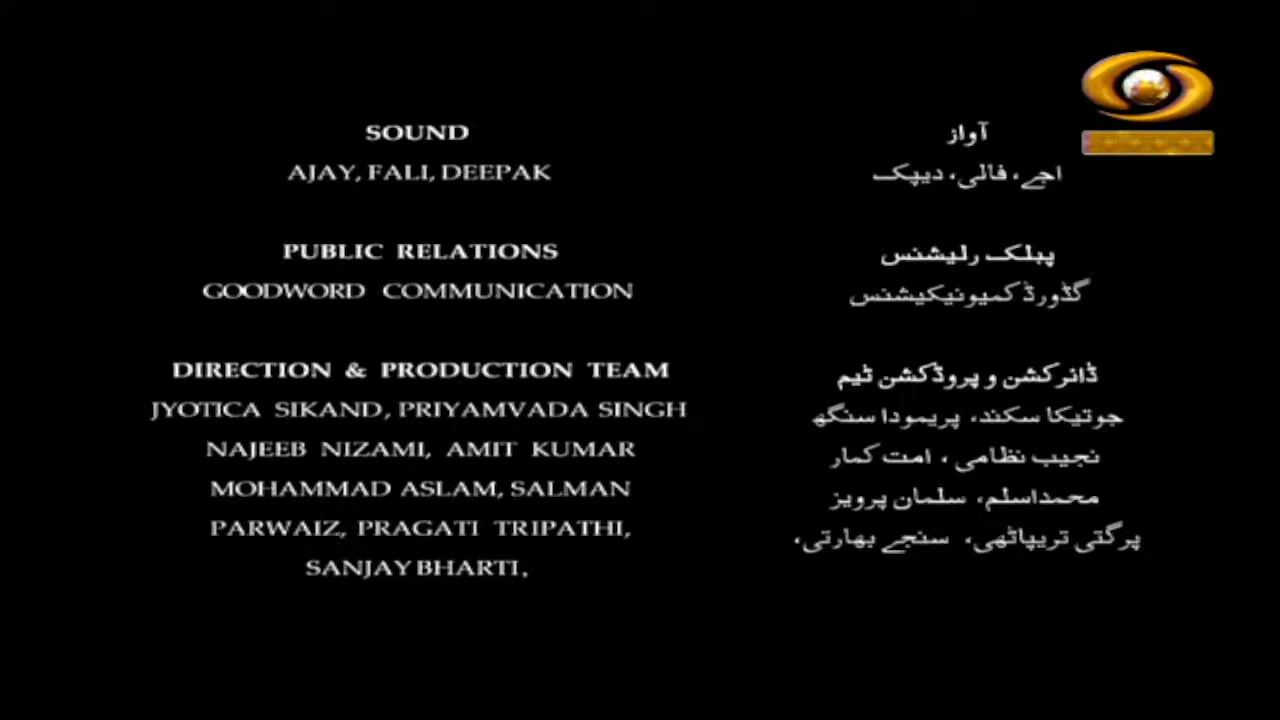 SOUND
AJAY, FALI, DEEPAK
PUBLIC RELATIONS
GOODWORD COMMUNICATION
DIRECTION & PRODUCTION TEAM
JYOTICA SIKAND, PRIYAMVADA SINGH
NAJEEB NIZAMI, AMIT KUMAR
MOHAMMAD ASLAM, SALMAN
PARWAIZ, PRAGATI TRIPATHI,
SANJAY BHARTI,
آواز
اجے، فالی، دیپک
پبلک رلیشنس
گڈورڈ کمیونیکیشنس
ڈائرکشن و پروڈکشن ٹیم
جوتیکا سکند، پریمودا سنگھ
نجیب نظامی، امت کمار
محمداسلم، سلمان پرویز
پرگتی تریپاٹھی، سنجے بھارتی،